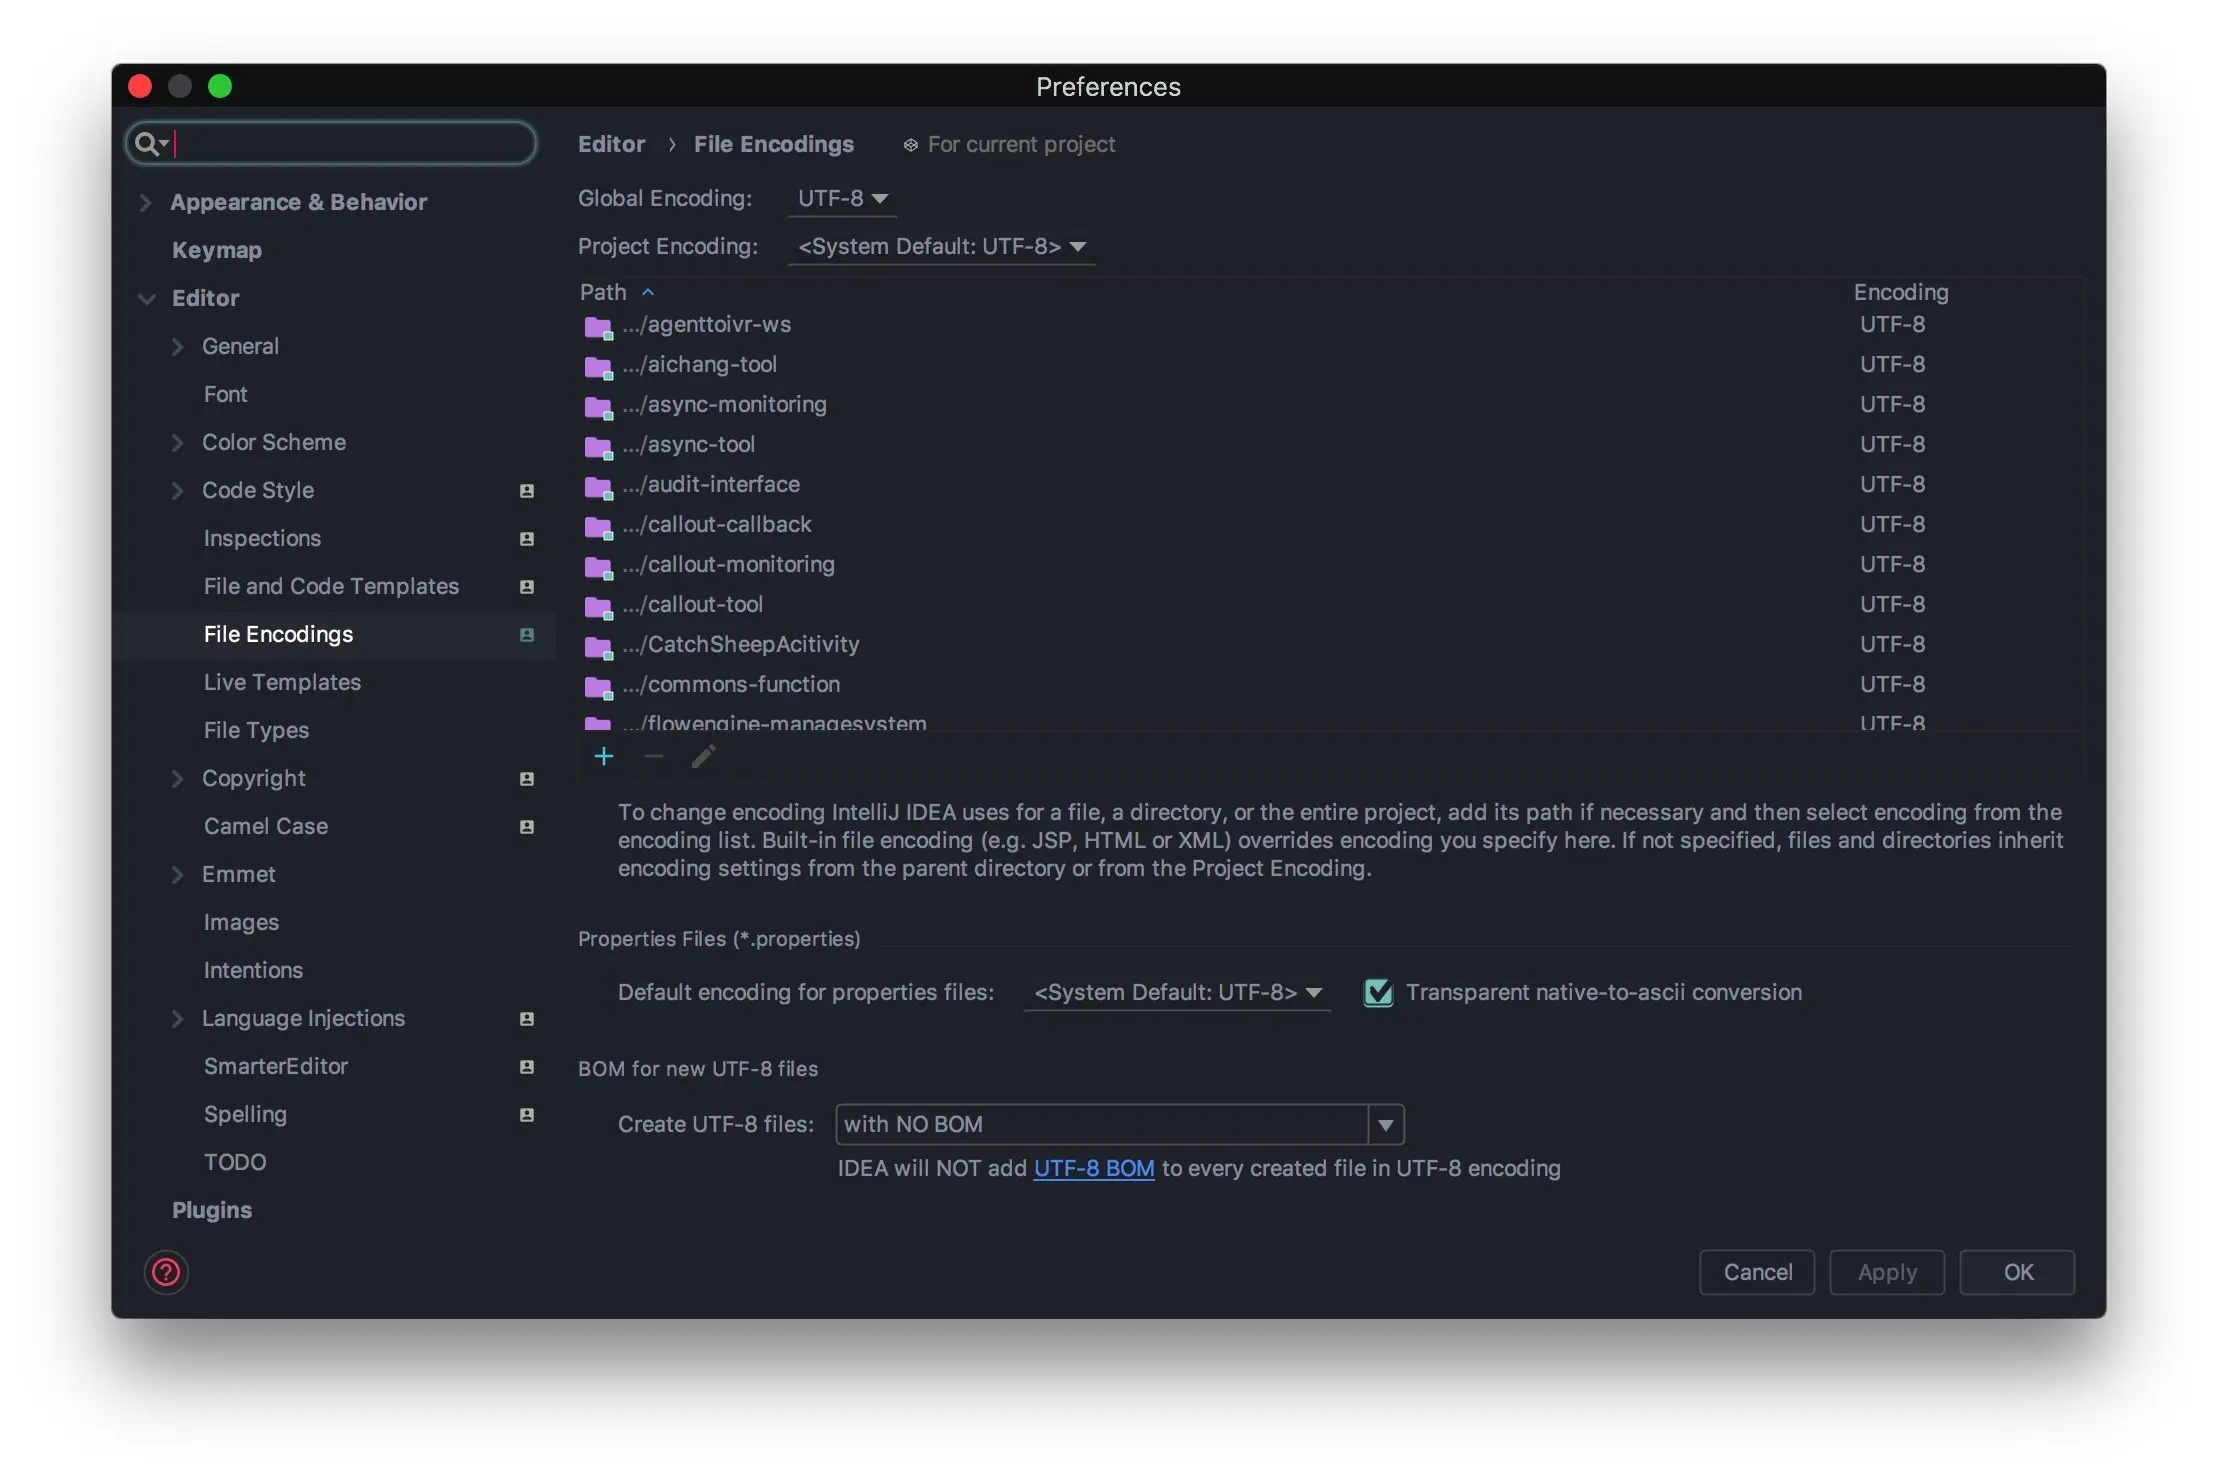 Preferences
Appearance & Behavior
Keymap
Editor
General
Font
Color Scheme
Code Style
Inspections
File and Code Templates
File Encodings
Live Templates
File Types
Copyright
Camel Case
Emmet
Images
Intentions
Language Injections
SmarterEditor
Spelling
TODO
Plugins
Editor › File Encodings For current project
Global Encoding: UTF-8
Project Encoding: <System Default: UTF-8>
Path Encoding
.../agenttoivr-ws UTF-8
.../aichang-tool UTF-8
.../async-monitoring UTF-8
.../async-tool UTF-8
.../audit-interface UTF-8
.../callout-callback UTF-8
.../callout-monitoring UTF-8
.../callout-tool UTF-8
.../CatchSheepAcitivity UTF-8
.../commons-function UTF-8
.../flowengine-managesystem UTF-8
To change encoding IntelliJ IDEA uses for a file, a directory, or the entire project, add its path if necessary and then select encoding from the
encoding list. Built-in file encoding (e.g. JSP, HTML or XML) overrides encoding you specify here. If not specified, files and directories inherit
encoding settings from the parent directory or from the Project Encoding.
Properties Files (*.properties)
Default encoding for properties files: <System Default: UTF-8> Transparent native-to-ascii conversion
BOM for new UTF-8 files
Create UTF-8 files: with NO BOM
IDEA will NOT add UTF-8 BOM to every created file in UTF-8 encoding
? Cancel Apply OK